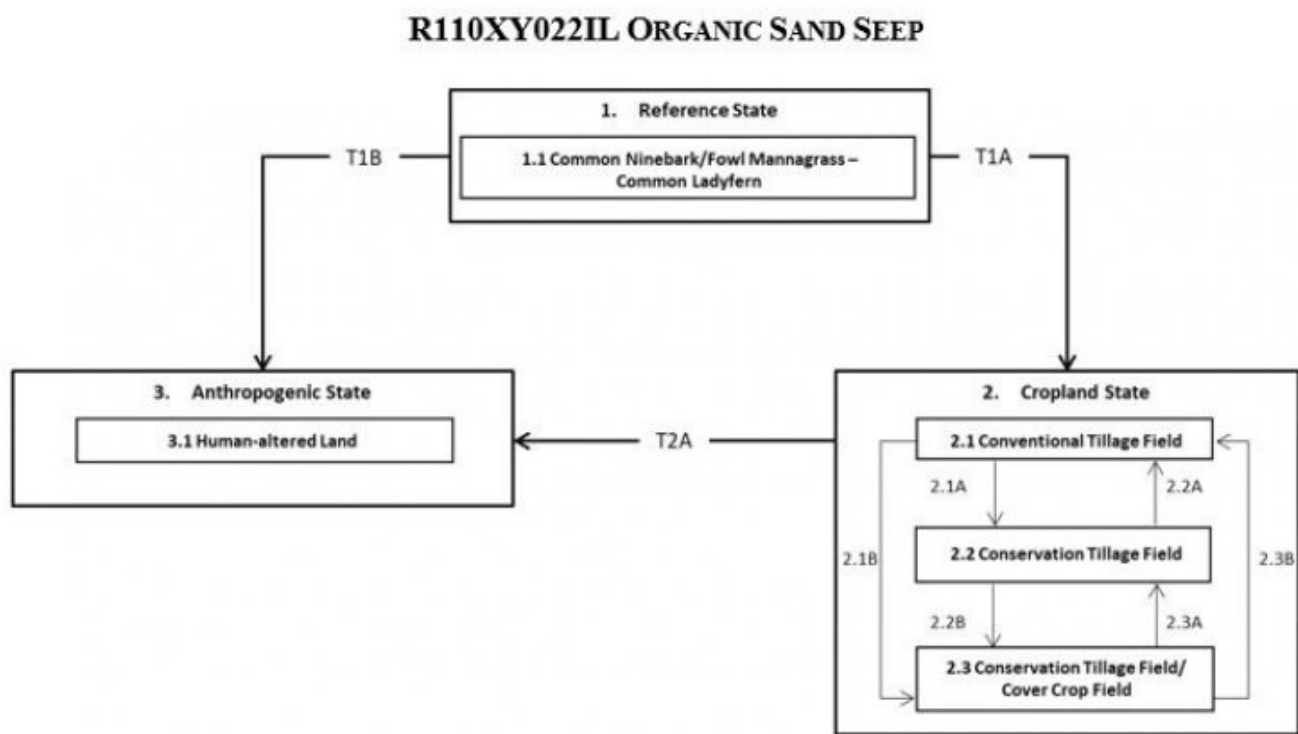 R110XY022IL ORGANIC SAND SEEP
1. Reference State
1.1 Common Ninebark/Fowl Mannagrass –
Common Ladyfern
T1B
T1A
3. Anthropogenic State
3.1 Human-altered Land
T2A
2. Cropland State
2.1 Conventional Tillage Field
2.1A
2.2A
2.2 Conservation Tillage Field
2.1B
2.3B
2.2B
2.3A
2.3 Conservation Tillage Field/
Cover Crop Field